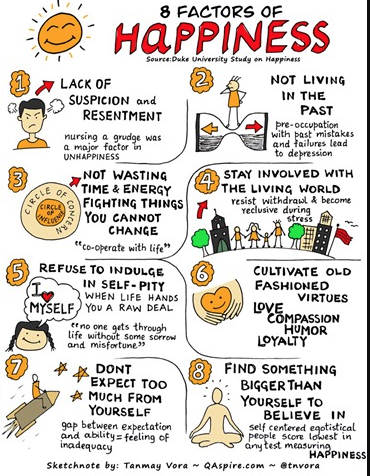 8 FACTORS OF
HAPPINESS
Source:Duke University Study on Happiness
1
LACK OF
SUSPICION and
RESENTMENT
nursing a grudge was
a major factor in
UNHAPPINESS
2
NOT LIVING
IN THE
PAST
pre-occupation
with past mistakes
and failures lead
to depression
3
NOT WASTING
TIME & ENERGY
FIGHTING THINGS
YOU CANNOT
CHANGE
"co-operate with life"
CIRCLE OF CONCERN
CIRCLE OF
INFLUENCE
4
STAY INVOLVED WITH
THE LIVING WORLD
resist withdrawl & become
reclusive during
stress
5
REFUSE TO INDULGE
IN SELF-PITY
WHEN LIFE HANDS
YOU A RAW DEAL
I
MYSELF
"no one gets through
life without some sorrow
and misfortune"
6
CULTIVATE OLD
FASHIONED
VIRTUES
LOVE
COMPASSION
HUMOR
LOYALTY
7
DONT
EXPECT TOO
MUCH FROM
YOURSELF
gap between expectation
and ability = feeling of
inadequacy
8
FIND SOMETHING
BIGGER THAN
YOURSELF TO
BELIEVE IN
self centered egotistical
people score lowest in
any test measuring
HAPPINESS
Sketchnote by: Tanmay Vora ~ QAspire.com ~ @tnvora